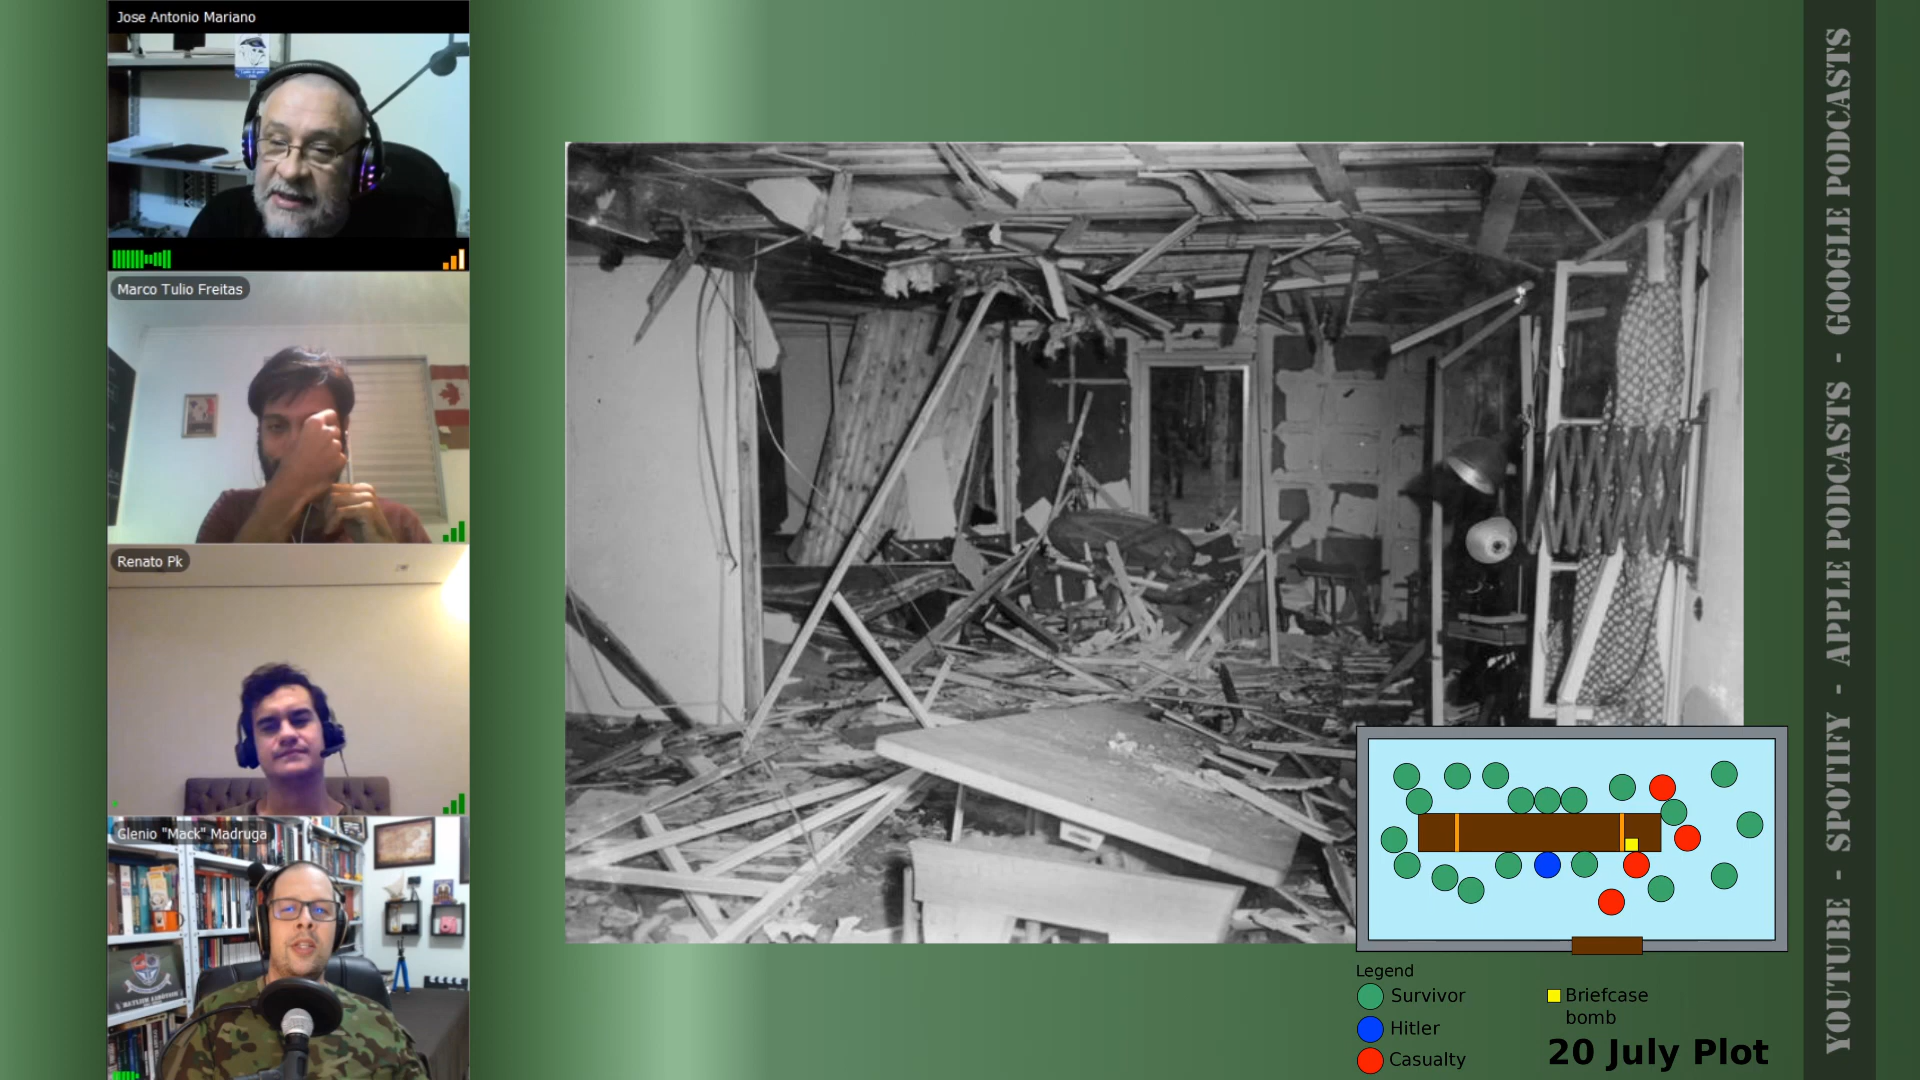 Jose Antonio Mariano
Marco Tulio Freitas
Renato Pk
Glenio "Mack" Madruga
YOUTUBE - SPOTIFY - APPLE PODCASTS - GOOGLE PODCASTS
Legend
Survivor
Hitler
Casualty
Briefcase
bomb
20 July Plot